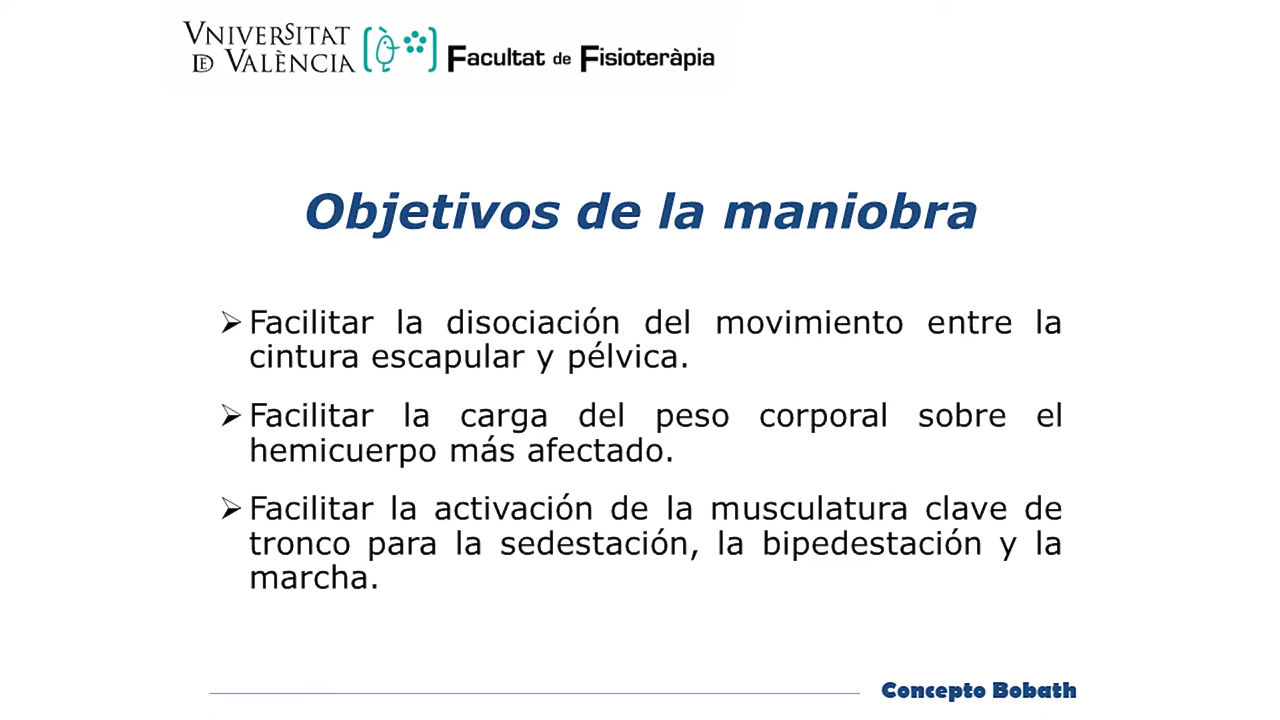 VNIVERSITAT
DE VALÈNCIA
Facultat de Fisioteràpia
Objetivos de la maniobra
➢ Facilitar la disociación del movimiento entre la
cintura escapular y pélvica.
➢ Facilitar la carga del peso corporal sobre el
hemicuerpo más afectado.
➢ Facilitar la activación de la musculatura clave de
tronco para la sedestación, la bipedestación y la
marcha.
Concepto Bobath